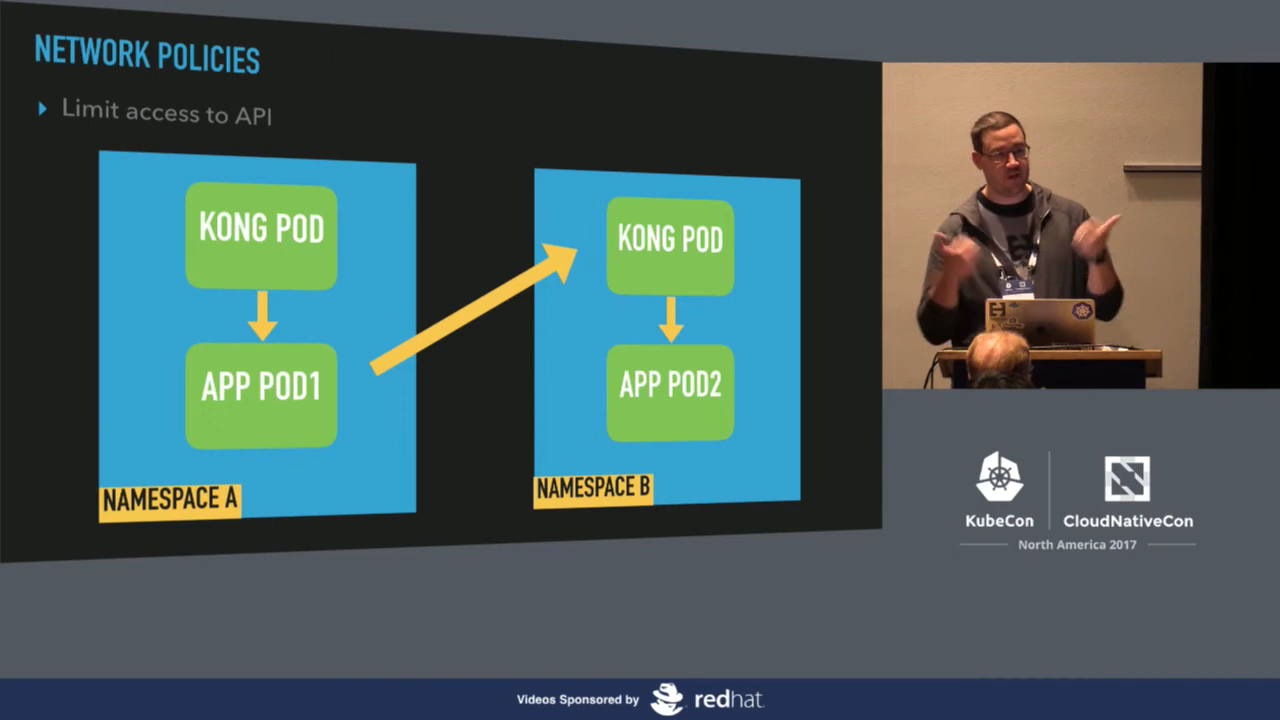 NETWORK POLICIES
Limit access to API
KONG POD
APP POD1
NAMESPACE A
KONG POD
APP POD2
NAMESPACE B
KubeCon
CloudNativeCon
North America 2017
Videos Sponsored by
redhat.